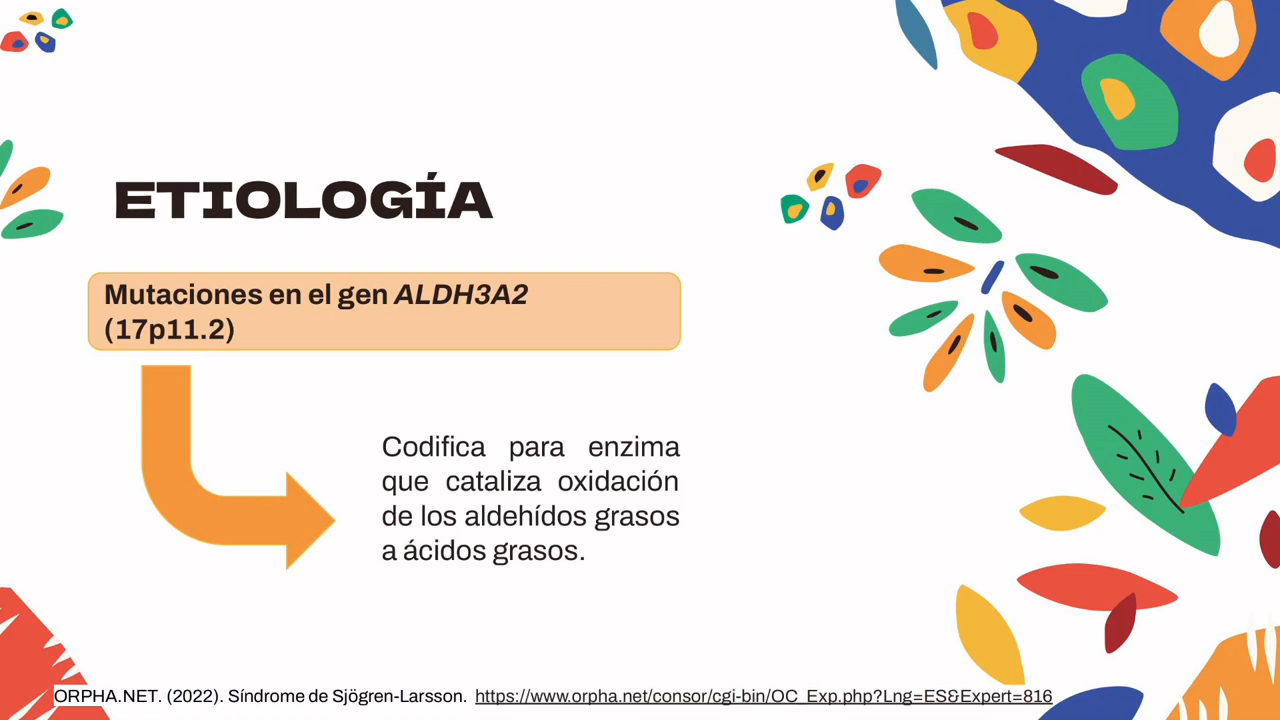 ETIOLOGÍA
Mutaciones en el gen ALDH3A2
(17p11.2)
Codifica para enzima
que cataliza oxidación
de los aldehídos grasos
a ácidos grasos.
ORPHA.NET. (2022). Síndrome de Sjögren-Larsson. https://www.orpha.net/consor/cgi-bin/OC_Exp.php?Lng=ES&Expert=816